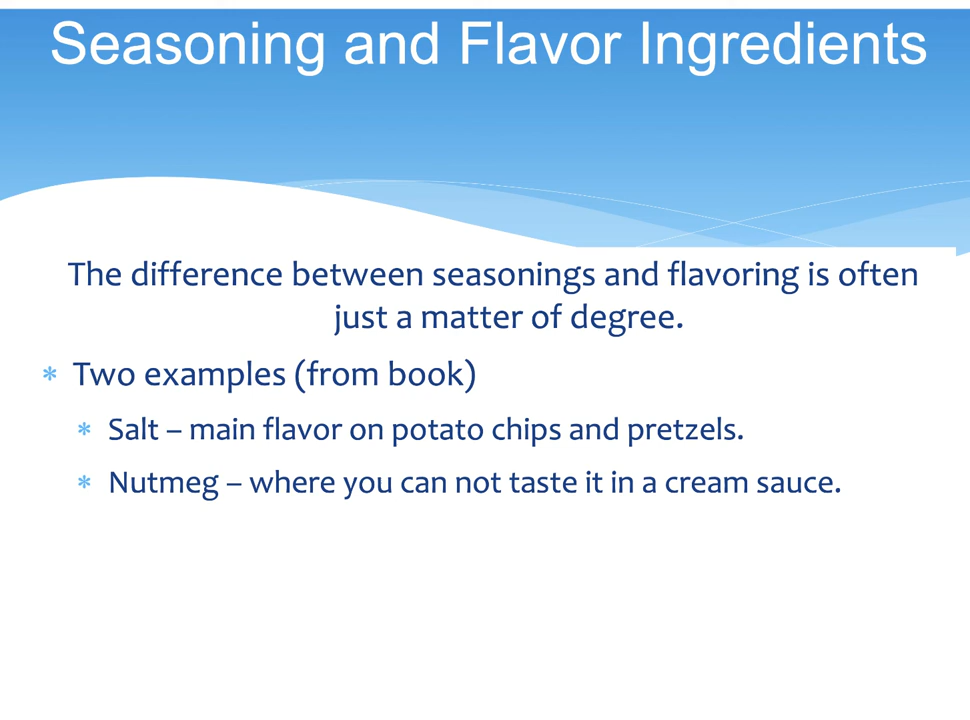 Seasoning and Flavor Ingredients
The difference between seasonings and flavoring is often
just a matter of degree.
* Two examples (from book)
* Salt – main flavor on potato chips and pretzels.
* Nutmeg – where you can not taste it in a cream sauce.